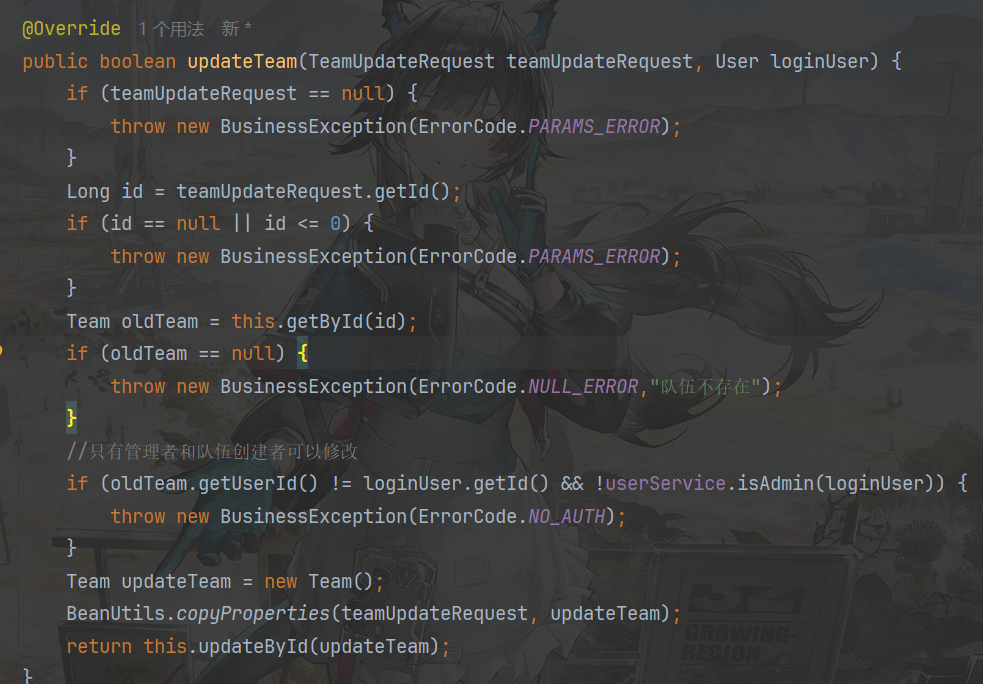 @Override 1 个用法 新 *
public boolean updateTeam(TeamUpdateRequest teamUpdateRequest, User loginUser) {
if (teamUpdateRequest == null) {
throw new BusinessException(ErrorCode.PARAMS_ERROR);
}
Long id = teamUpdateRequest.getId();
if (id == null || id <= 0) {
throw new BusinessException(ErrorCode.PARAMS_ERROR);
}
Team oldTeam = this.getById(id);
if (oldTeam == null) {
throw new BusinessException(ErrorCode.NULL_ERROR,"队伍不存在");
}
//只有管理者和队伍创建者可以修改
if (oldTeam.getUserId() != loginUser.getId() && !userService.isAdmin(loginUser)) {
throw new BusinessException(ErrorCode.NO_AUTH);
}
Team updateTeam = new Team();
BeanUtils.copyProperties(teamUpdateRequest, updateTeam);
return this.updateById(updateTeam);
}
32
GROWING-
REGION